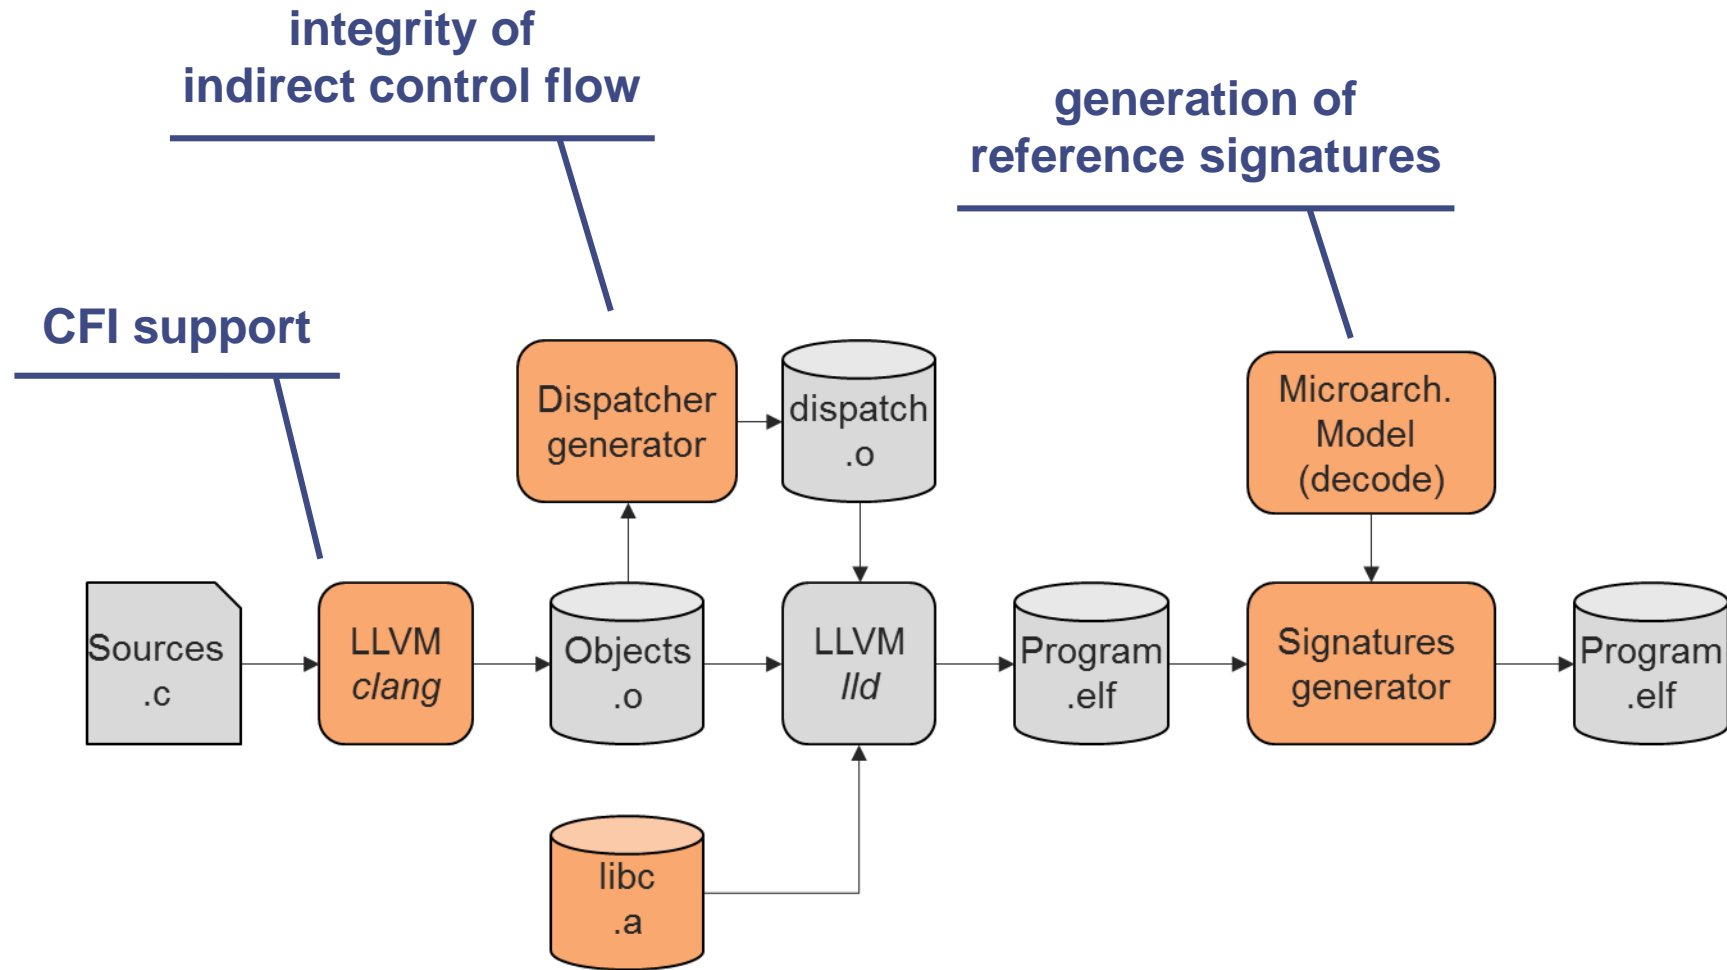 integrity of
indirect control flow
generation of
reference signatures
CFI support
Dispatcher
generator
dispatch
.o
Microarch.
Model
(decode)
Sources
.c
LLVM
clang
Objects
.o
LLVM
lld
Program
.elf
Signatures
generator
Program
.elf
libc
.a